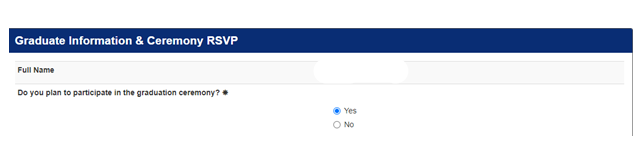 Graduate Information & Ceremony RSVP
Full Name
Do you plan to participate in the graduation ceremony? ✱
Yes
No